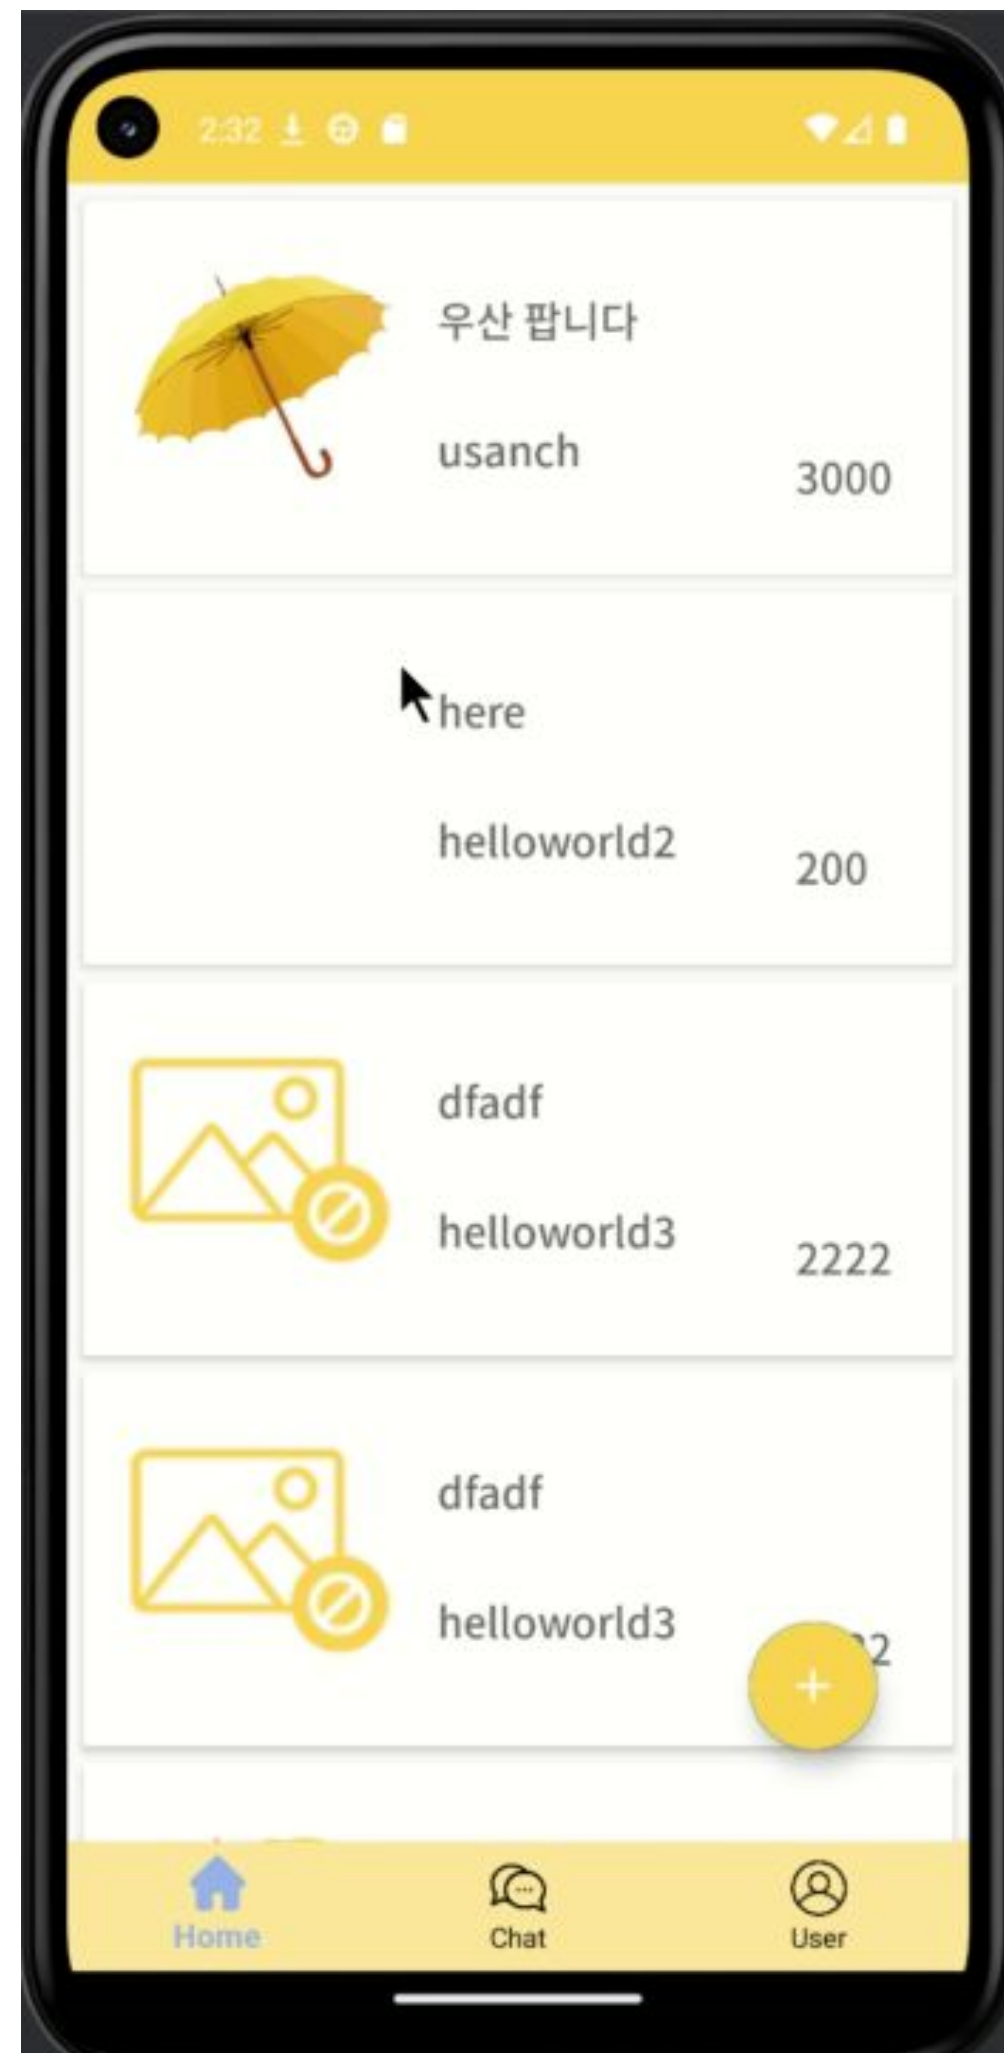 2:32
우산 팝니다
usanch
3000
here
helloworld2
200
dfadf
helloworld3
2222
dfadf
helloworld3
Home
Chat
User